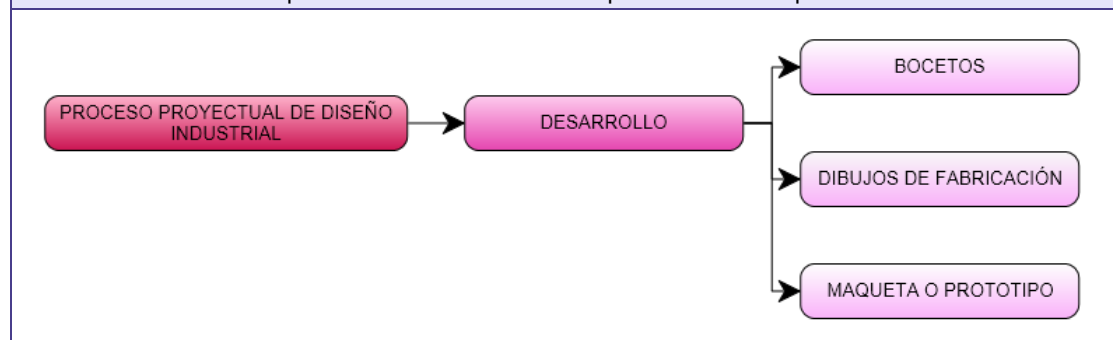 PROCESO PROYECTUAL DE DISEÑO
INDUSTRIAL
DESARROLLO
BOCETOS
DIBUJOS DE FABRICACIÓN
MAQUETA O PROTOTIPO